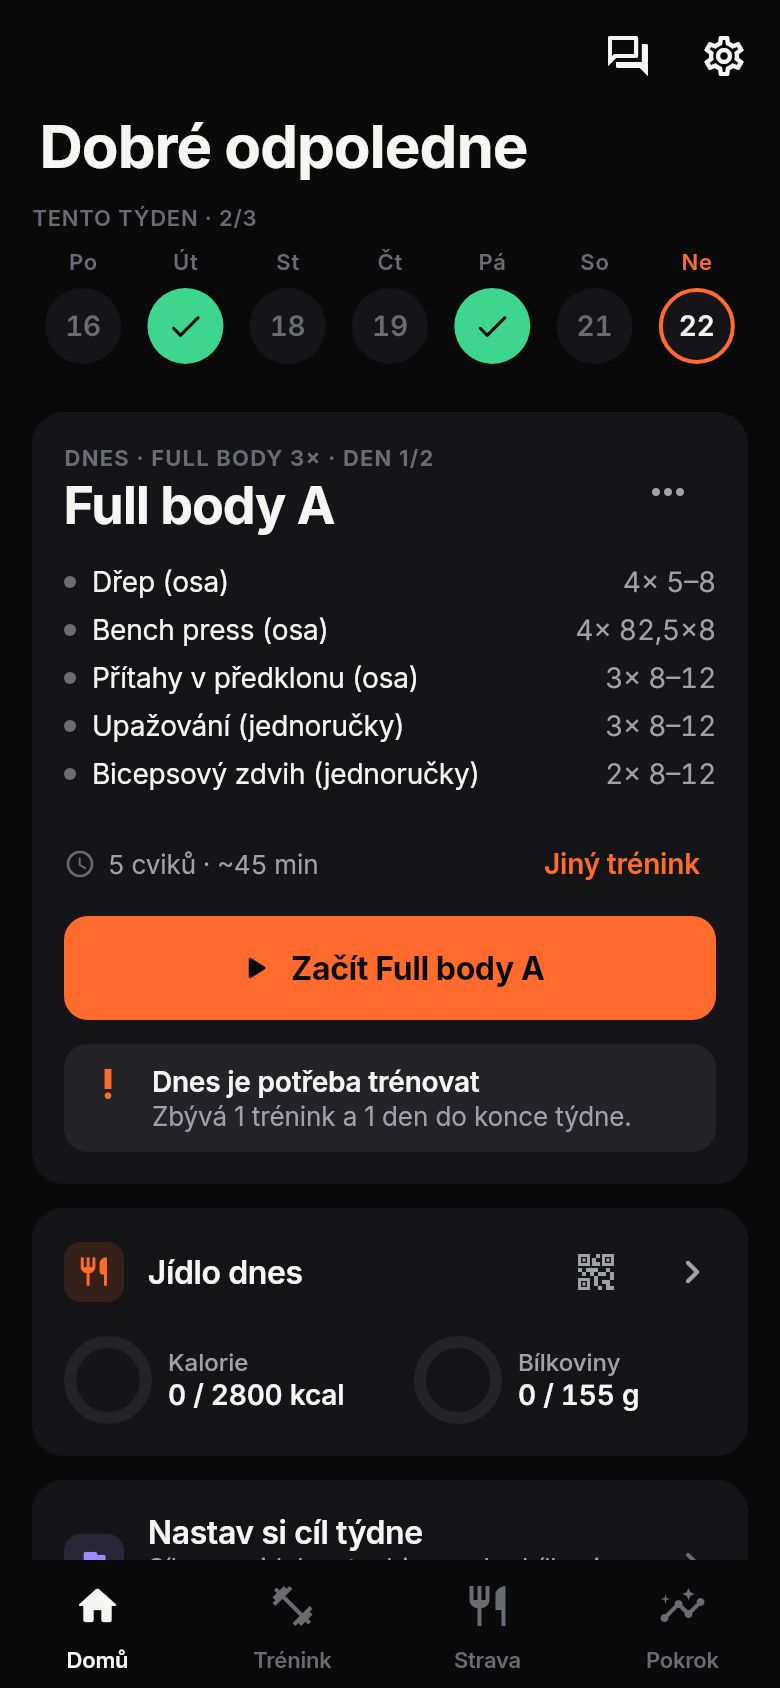 Dobré odpoledne
TENTO TÝDEN · 2/3
Po Út St Čt Pá So Ne
16 18 19 21 22
DNES · FULL BODY 3× · DEN 1/2
Full body A
Dřep (osa) 4× 5–8
Bench press (osa) 4× 82,5×8
Přítahy v předklonu (osa) 3× 8–12
Upažování (jednoručky) 3× 8–12
Bicepsový zdvih (jednoručky) 2× 8–12
5 cviků · ~45 min Jiný trénink
Začít Full body A
Dnes je potřeba trénovat
Zbývá 1 trénink a 1 den do konce týdne.
Jídlo dnes
Kalorie Bílkoviny
0 / 2800 kcal 0 / 155 g
Nastav si cíl týdne
Domů Trénink Strava Pokrok